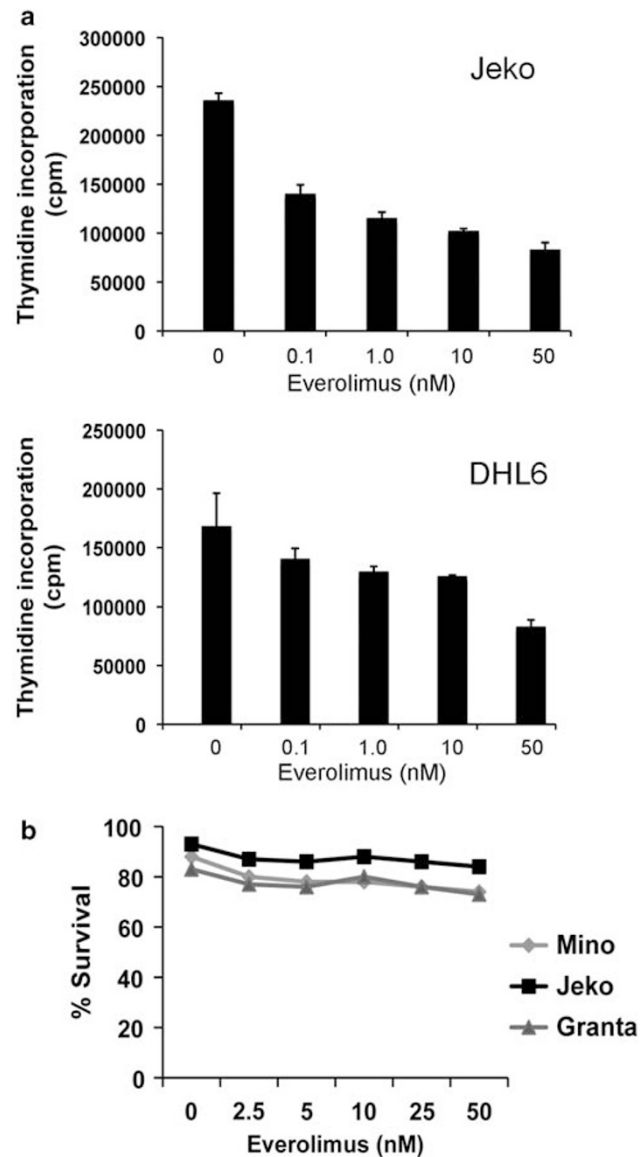 a
Jeko
Thymidine incorporation
(cpm)
300000
250000
200000
150000
100000
50000
0
0 0.1 1.0 10 50
Everolimus (nM)
DHL6
Thymidine incorporation
(cpm)
250000
200000
150000
100000
50000
0
0 0.1 1.0 10 50
Everolimus (nM)
b
% Survival
100
80
60
40
20
0
0 2.5 5 10 25 50
Everolimus (nM)
Mino
Jeko
Granta